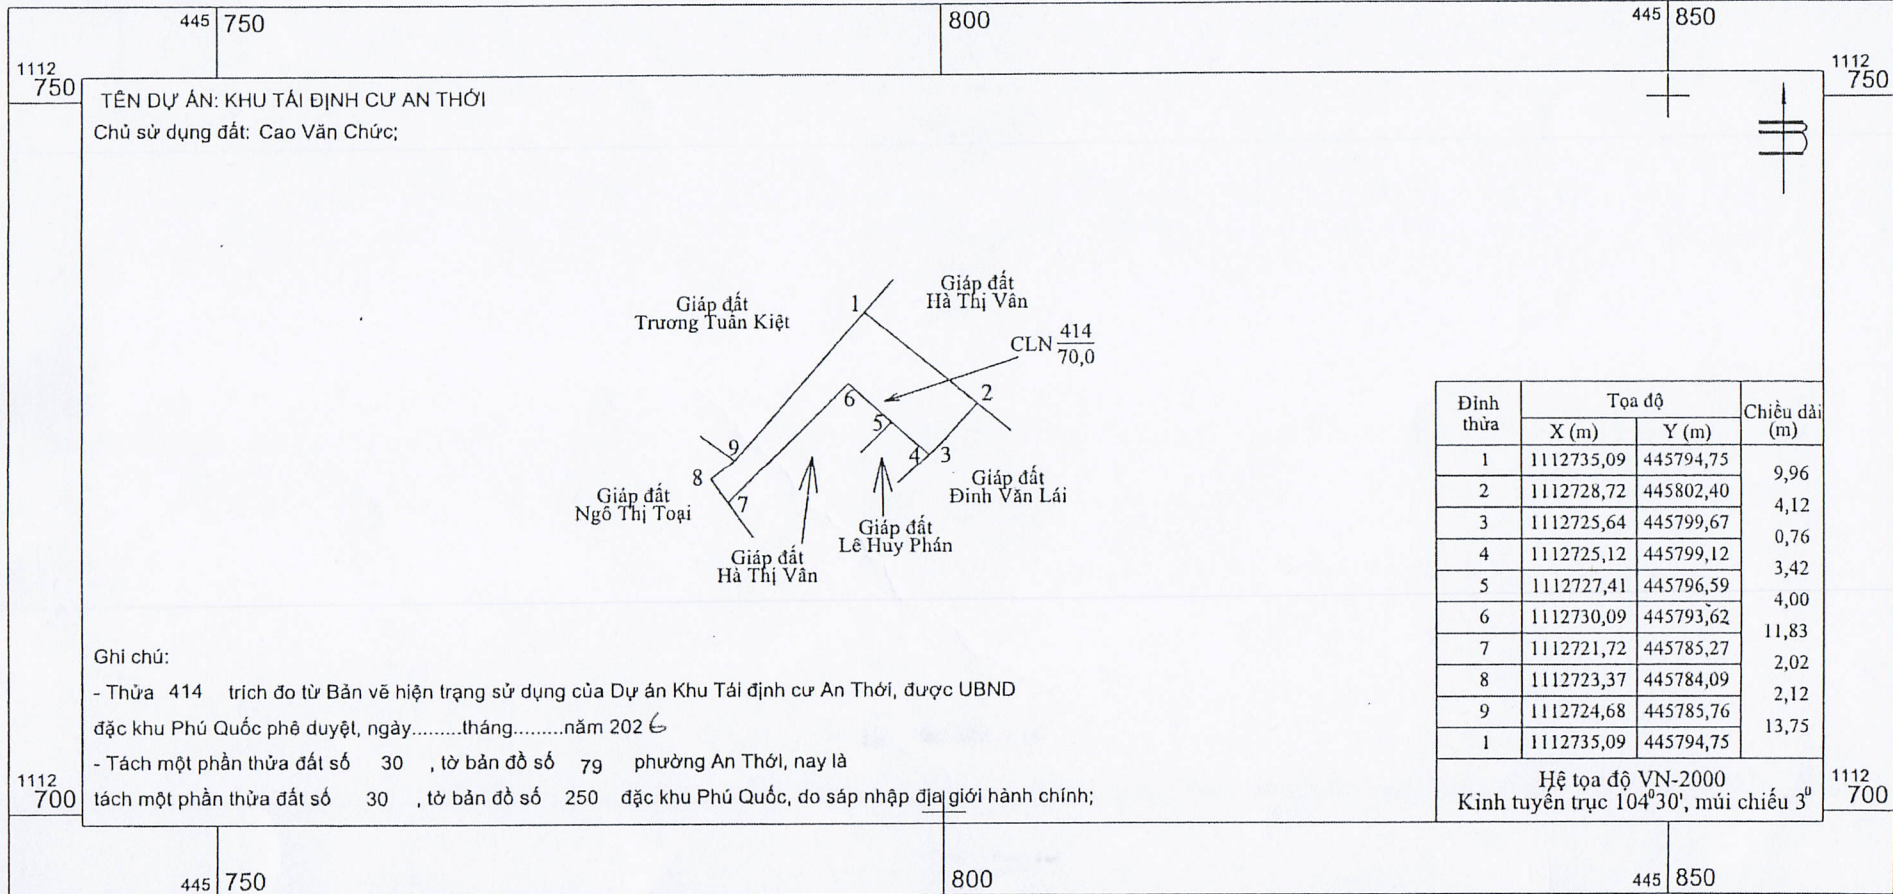 445 750
800
445 850
1112
750
1112
750
TÊN DỰ ÁN: KHU TÁI ĐỊNH CƯ AN THỚI
Chủ sử dụng đất: Cao Văn Chức;
B
Giáp đất
Trương Tuấn Kiệt
1
Giáp đất
Hà Thị Vân
CLN 414
70,0
2
6
5
9
4
3
8
7
Giáp đất
Đinh Văn Lái
Giáp đất
Ngô Thị Toại
Giáp đất
Lê Huy Phán
Giáp đất
Hà Thị Vân
Đỉnh thửa Tọa độ Chiều dài (m)
X (m) Y (m)
1 1112735,09 445794,75
9,96
2 1112728,72 445802,40
4,12
3 1112725,64 445799,67
0,76
4 1112725,12 445799,12
3,42
5 1112727,41 445796,59
4,00
6 1112730,09 445793,62
11,83
7 1112721,72 445785,27
2,02
8 1112723,37 445784,09
2,12
9 1112724,68 445785,76
13,75
1 1112735,09 445794,75
Hệ tọa độ VN-2000
Kinh tuyến trục 104⁰30', múi chiếu 3⁰
Ghi chú:
- Thửa 414 trích đo từ Bản vẽ hiện trạng sử dụng của Dự án Khu Tái định cư An Thới, được UBND
đặc khu Phú Quốc phê duyệt, ngày.........tháng.........năm 2026
- Tách một phần thửa đất số 30 , tờ bản đồ số 79 phường An Thới, nay là
tách một phần thửa đất số 30 , tờ bản đồ số 250 đặc khu Phú Quốc, do sáp nhập địa giới hành chính;
1112
700
1112
700
445 750
800
445 850